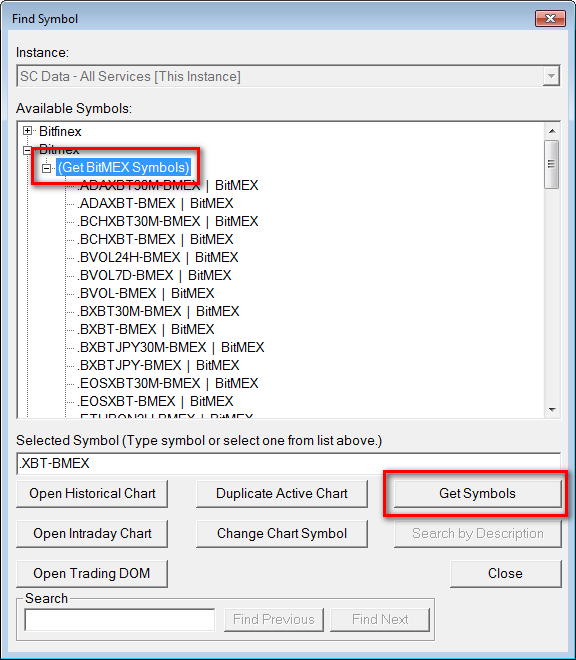 Find Symbol
Instance:
SC Data - All Services [This Instance]
Available Symbols:
Bitfinex
Bitmex
(Get BitMEX Symbols)
.ADAXBT30M-BMEX | BitMEX
.ADAXBT-BMEX | BitMEX
.BCHXBT30M-BMEX | BitMEX
.BCHXBT-BMEX | BitMEX
.BVOL24H-BMEX | BitMEX
.BVOL7D-BMEX | BitMEX
.BVOL-BMEX | BitMEX
.BXBT30M-BMEX | BitMEX
.BXBT-BMEX | BitMEX
.BXBTJPY30M-BMEX | BitMEX
.BXBTJPY-BMEX | BitMEX
.EOSXBT30M-BMEX | BitMEX
.EOSXBT-BMEX | BitMEX
Selected Symbol (Type symbol or select one from list above.)
.XBT-BMEX
Open Historical Chart Duplicate Active Chart Get Symbols
Open Intraday Chart Change Chart Symbol Search by Description
Open Trading DOM Close
Search
Find Previous Find Next